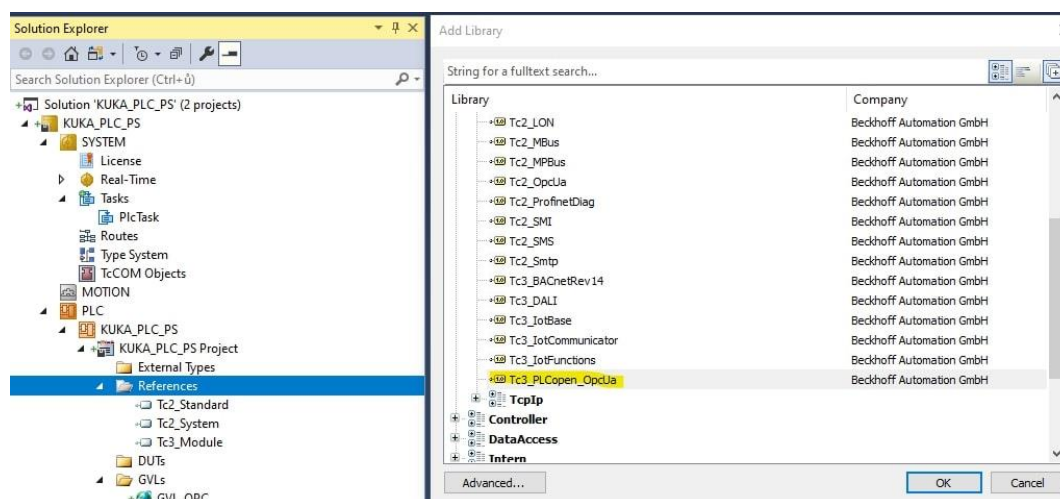 Solution Explorer
Search Solution Explorer (Ctrl+ů)
Solution 'KUKA_PLC_PS' (2 projects)
KUKA_PLC_PS
SYSTEM
License
Real-Time
Tasks
PlcTask
Routes
Type System
TcCOM Objects
MOTION
PLC
KUKA_PLC_PS
KUKA_PLC_PS Project
External Types
References
Tc2_Standard
Tc2_System
Tc3_Module
DUTs
GVLs
GVL_OPC
Add Library
String for a fulltext search...
Library Company
Tc2_LON Beckhoff Automation GmbH
Tc2_MBus Beckhoff Automation GmbH
Tc2_MPBus Beckhoff Automation GmbH
Tc2_OpcUa Beckhoff Automation GmbH
Tc2_ProfinetDiag Beckhoff Automation GmbH
Tc2_SMI Beckhoff Automation GmbH
Tc2_SMS Beckhoff Automation GmbH
Tc2_Smtp Beckhoff Automation GmbH
Tc3_BACnetRev14 Beckhoff Automation GmbH
Tc3_DALI Beckhoff Automation GmbH
Tc3_IotBase Beckhoff Automation GmbH
Tc3_IotCommunicator Beckhoff Automation GmbH
Tc3_IotFunctions Beckhoff Automation GmbH
Tc3_PLCopen_OpcUa Beckhoff Automation GmbH
TcpIp
Controller
DataAccess
Intern
Advanced... OK Cancel